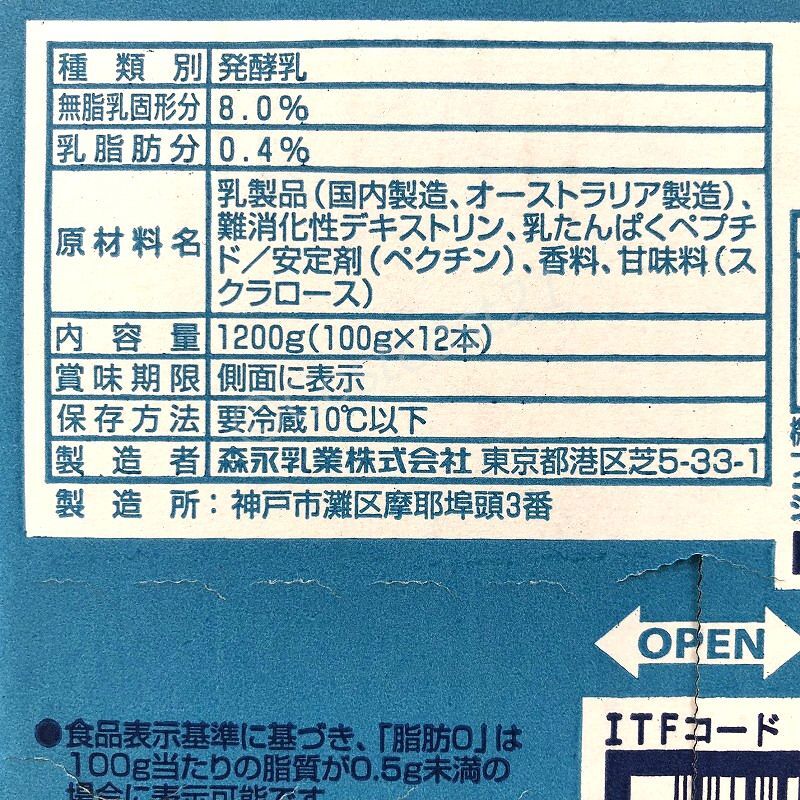 種類別 発酵乳
無脂乳固形分 8.0%
乳脂肪分 0.4%
原材料名 乳製品(国内製造、オーストラリア製造)、
難消化性デキストリン、乳たんぱくペプチ
ド/安定剤(ペクチン)、香料、甘味料(ス
クラロース)
内容量 1200g(100g×12本)
賞味期限 側面に表示
保存方法 要冷蔵10℃以下
製造者 森永乳業株式会社 東京都港区芝5-33-1
製造所:神戸市灘区摩耶埠頭3番
OPEN
ITFコード
●食品表示基準に基づき、「脂肪0」は
100g当たりの脂質が0.5g未満の
場合に表示可能です